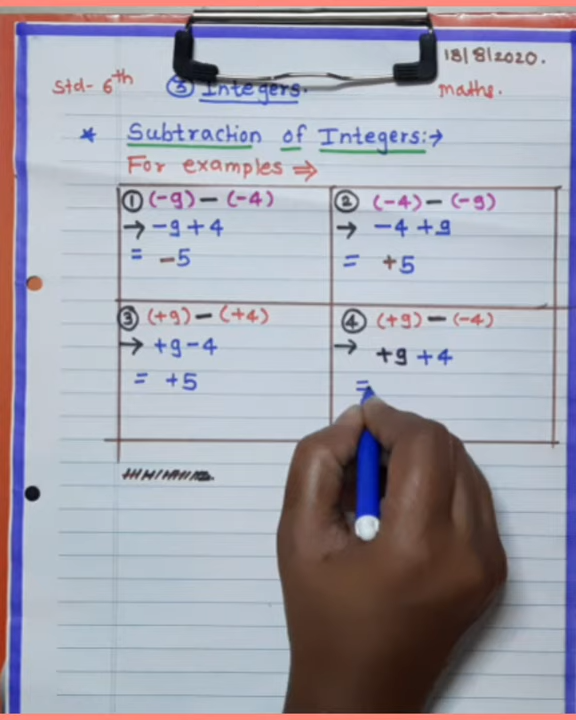 18/8/2020.
Std- 6th ③ Integers. maths.
* Subtraction of Integers:→
For examples ⇒
① (-9) - (-4)
→ -9+4
= -5
② (-4) - (-9)
→ -4 +9
= +5
③ (+9) - (+4)
→ +9-4
= +5
④ (+9) - (-4)
→ +9 +4
=